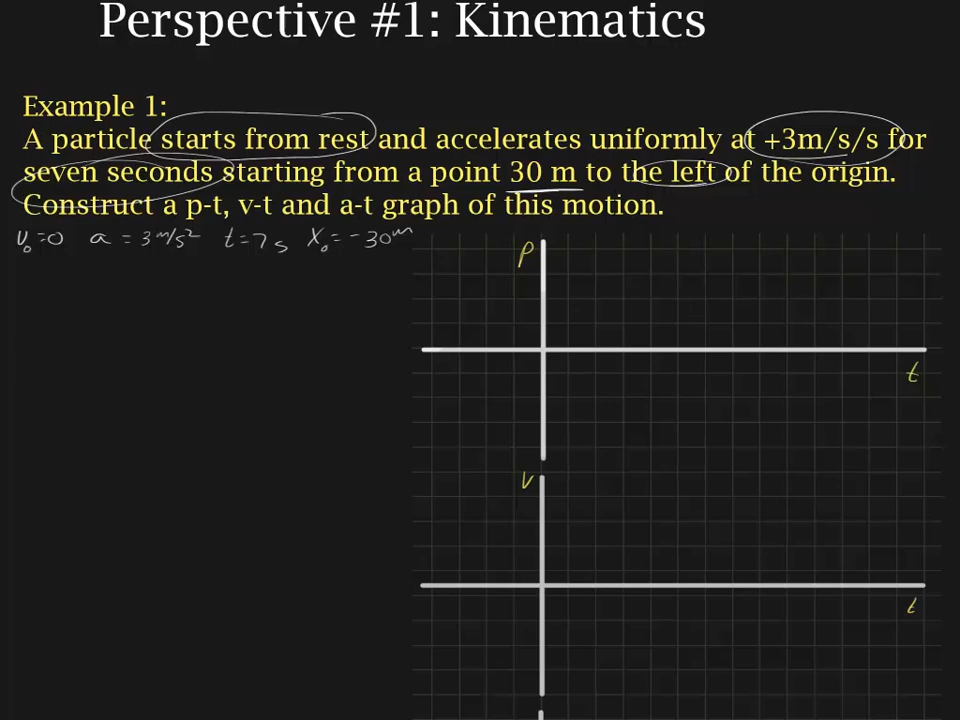 Perspective #1: Kinematics
Example 1:
A particle starts from rest and accelerates uniformly at +3m/s/s for
seven seconds starting from a point 30 m to the left of the origin.
Construct a p-t, v-t and a-t graph of this motion.
v₀=0 a = 3 m/s² t=7s X₀=-30m
p
t
v
t